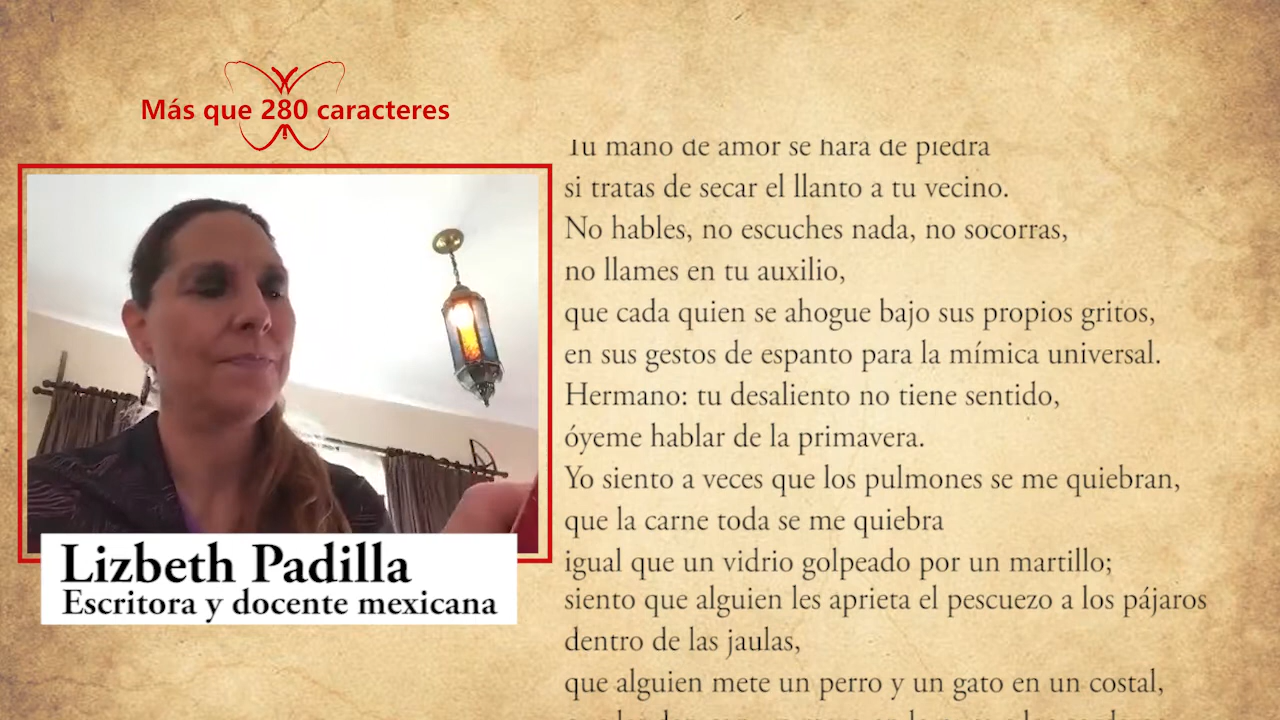 Más que 280 caracteres
Tu mano de amor se hará de piedra
si tratas de secar el llanto a tu vecino.
No hables, no escuches nada, no socorras,
no llames en tu auxilio,
que cada quien se ahogue bajo sus propios gritos,
en sus gestos de espanto para la mímica universal.
Hermano: tu desaliento no tiene sentido,
óyeme hablar de la primavera.
Yo siento a veces que los pulmones se me quiebran,
que la carne toda se me quiebra
igual que un vidrio golpeado por un martillo;
siento que alguien les aprieta el pescuezo a los pájaros
dentro de las jaulas,
que alguien mete un perro y un gato en un costal,
Lizbeth Padilla
Escritora y docente mexicana